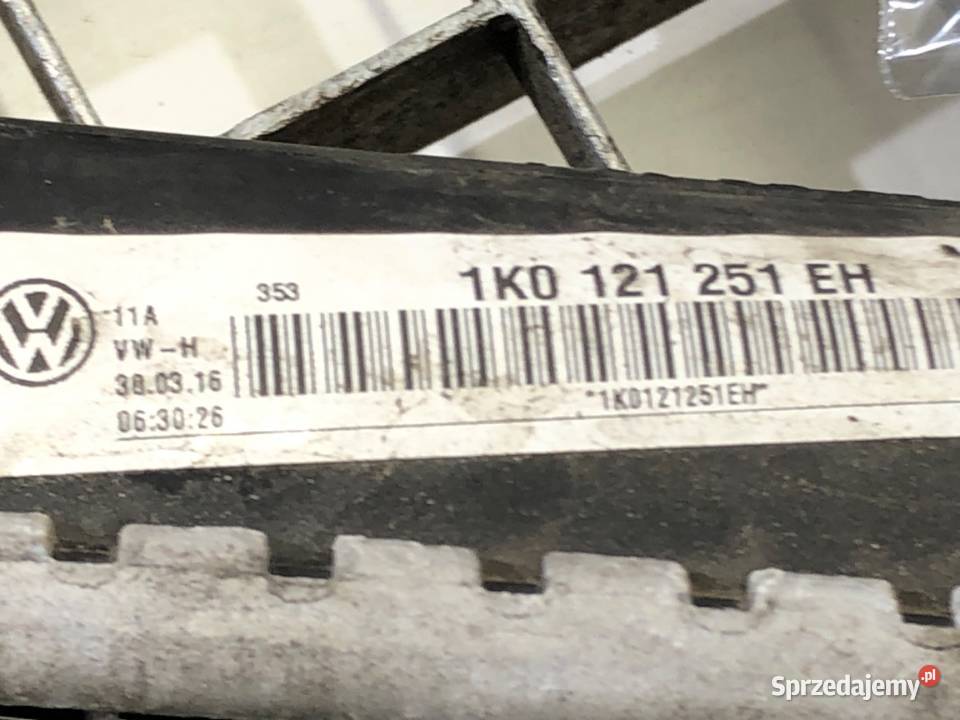 353
1K0 121 251 EH
11A
VW-H
30.03.16
06:30:26
*1K0121251EH*
Sprzedajemy.pl